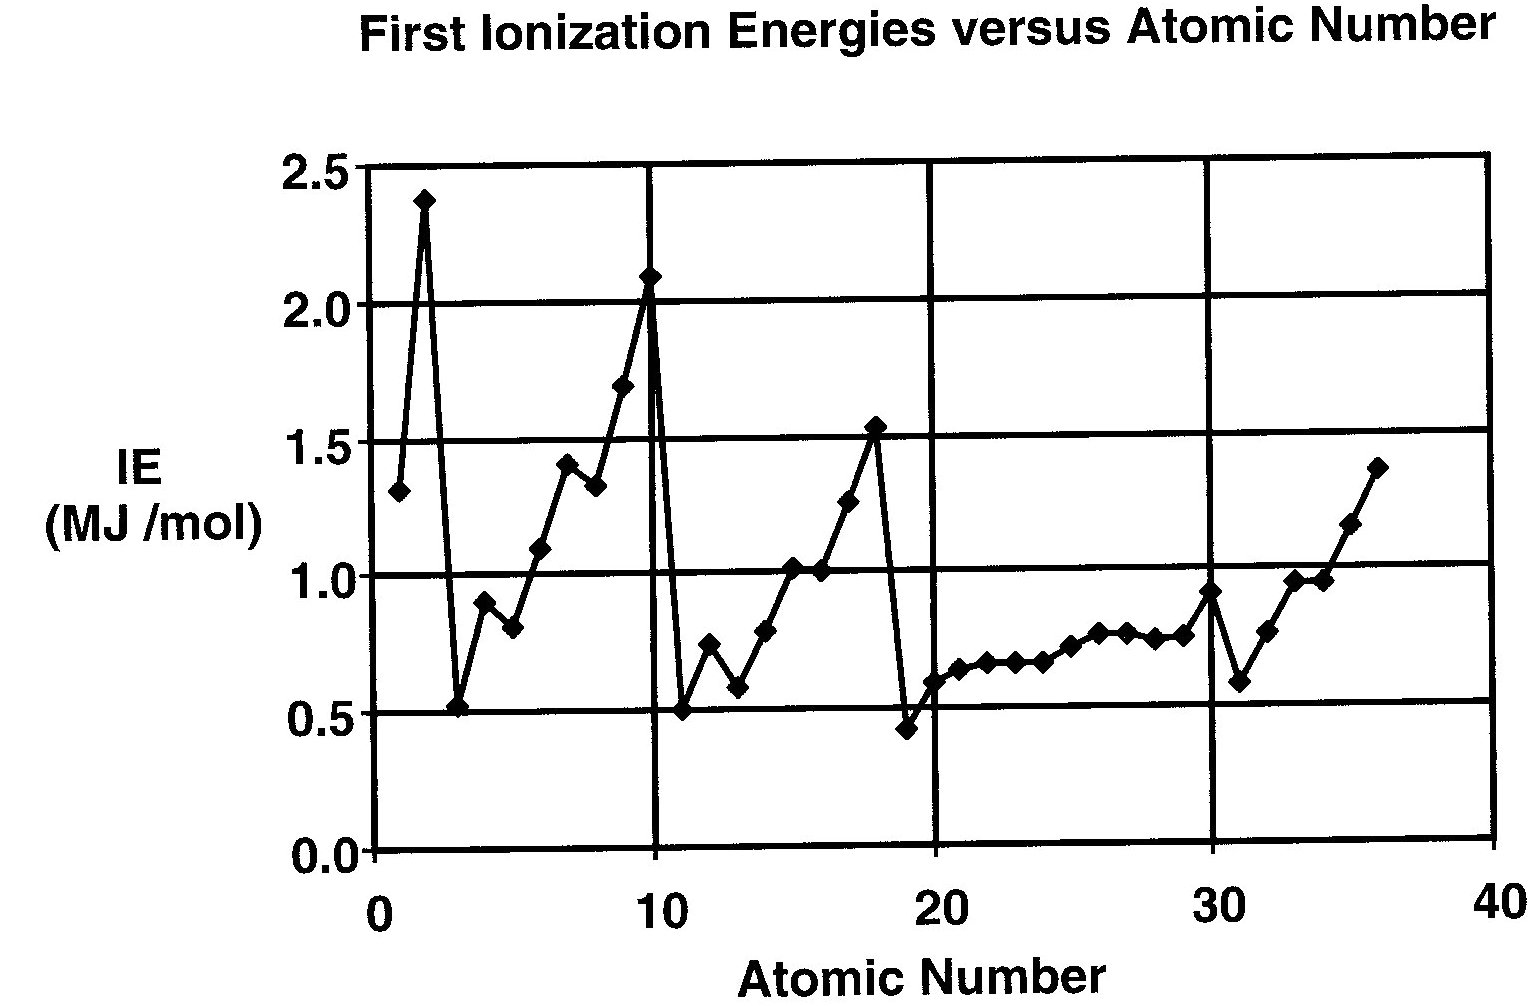 First Ionization Energies versus Atomic Number
2.5
2.0
1.5
1.0
0.5
0.0
IE
(MJ /mol)
0 10 20 30 40
Atomic Number